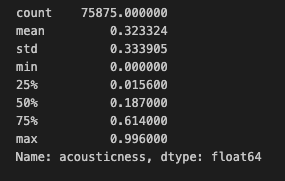 count    75875.000000
mean         0.323324
std          0.333905
min          0.000000
25%          0.015600
50%          0.187000
75%          0.614000
max          0.996000
Name: acousticness, dtype: float64